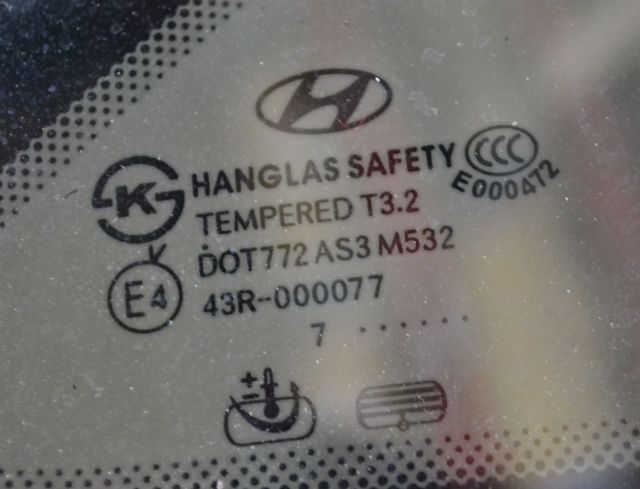 HANGLAS SAFETY
CCC
E000472
K
TEMPERED T3.2
DOT772 AS3 M532
V
E4
43R-000077
7 ......
+
-